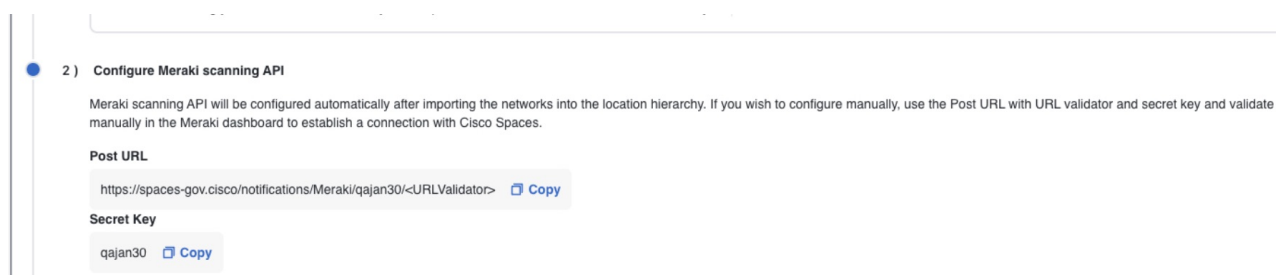 2 ) Configure Meraki scanning API
Meraki scanning API will be configured automatically after importing the networks into the location hierarchy. If you wish to configure manually, use the Post URL with URL validator and secret key and validate
manually in the Meraki dashboard to establish a connection with Cisco Spaces.
Post URL
https://spaces-gov.cisco/notifications/Meraki/qajan30/<URLValidator> Copy
Secret Key
qajan30 Copy